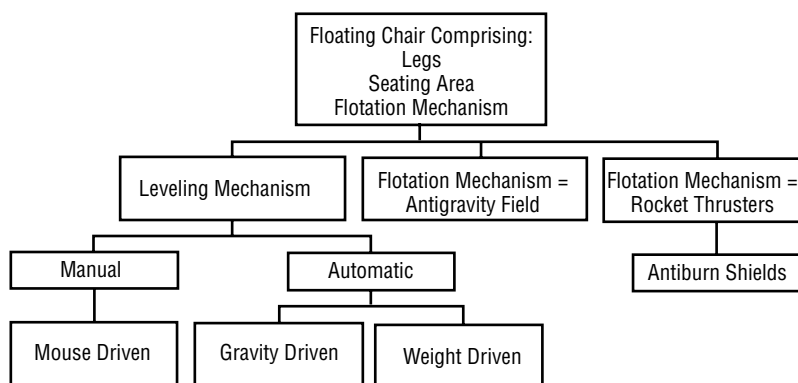 Floating Chair Comprising:
Legs
Seating Area
Flotation Mechanism
Leveling Mechanism
Flotation Mechanism =
Antigravity Field
Flotation Mechanism =
Rocket Thrusters
Manual
Automatic
Antiburn Shields
Mouse Driven
Gravity Driven
Weight Driven